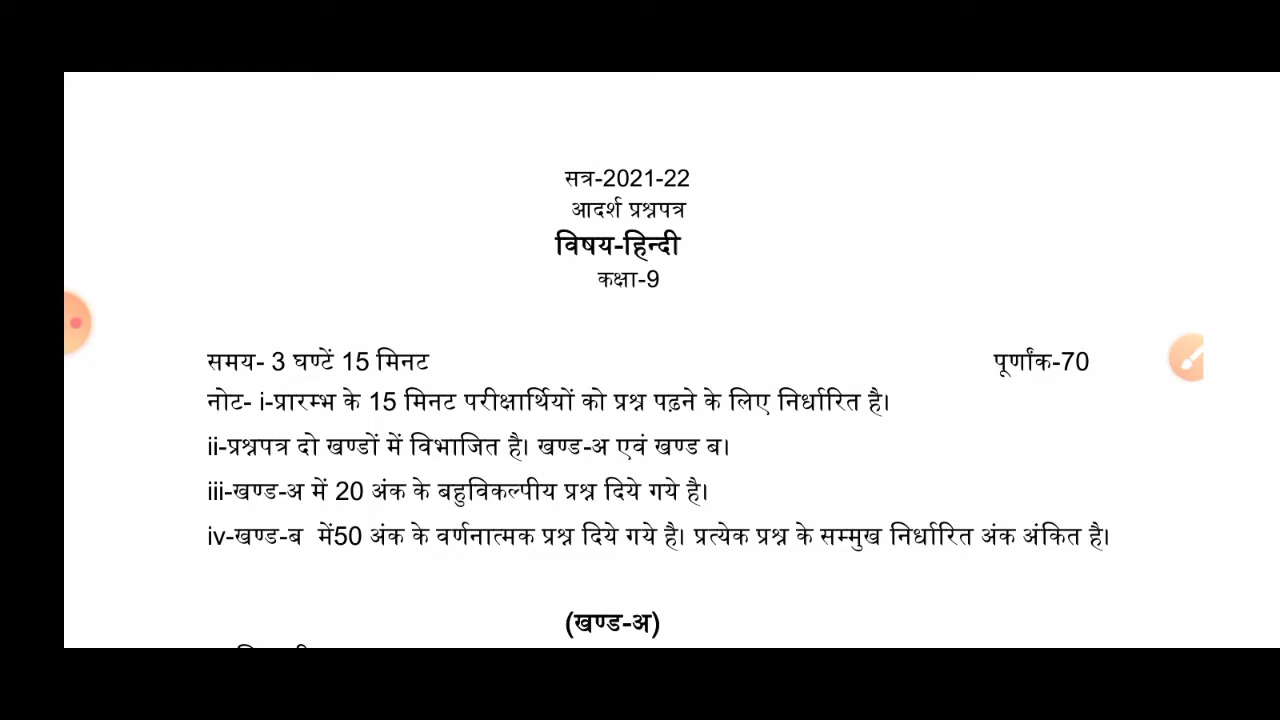 सत्र-2021-22
आदर्श प्रश्नपत्र
विषय-हिन्दी
कक्षा-9
समय- 3 घण्टें 15 मिनट पूर्णांक-70
नोट- i-प्रारम्भ के 15 मिनट परीक्षार्थियों को प्रश्न पढ़ने के लिए निर्धारित है।
ii-प्रश्नपत्र दो खण्डों में विभाजित है। खण्ड-अ एवं खण्ड ब।
iii-खण्ड-अ में 20 अंक के बहुविकल्पीय प्रश्न दिये गये है।
iv-खण्ड-ब में50 अंक के वर्णनात्मक प्रश्न दिये गये है। प्रत्येक प्रश्न के सम्मुख निर्धारित अंक अंकित है।
(खण्ड-अ)